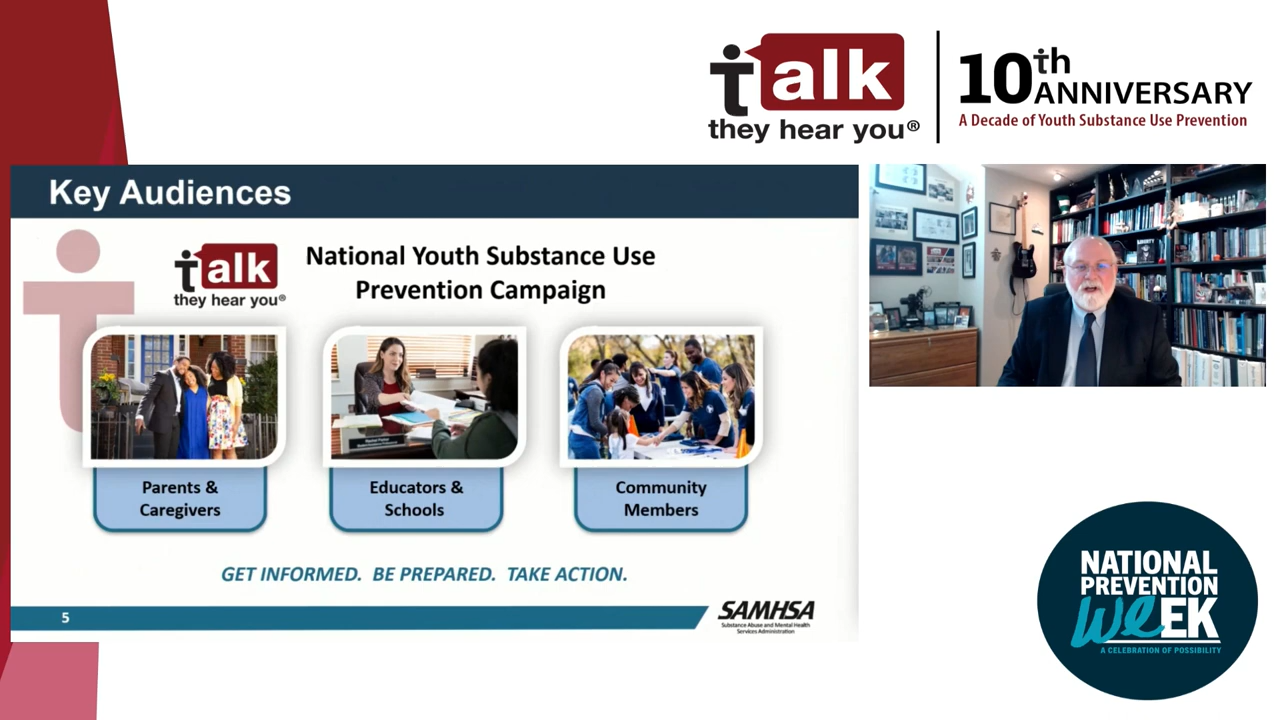 talk
they hear you®
10th
ANNIVERSARY
A Decade of Youth Substance Use Prevention
Key Audiences
talk
they hear you®
National Youth Substance Use
Prevention Campaign
Parents &
Caregivers
Educators &
Schools
Community
Members
GET INFORMED. BE PREPARED. TAKE ACTION.
5
SAMHSA
Substance Abuse and Mental Health
Services Administration
NATIONAL
PREVENTION
WeEK
A CELEBRATION OF POSSIBILITY